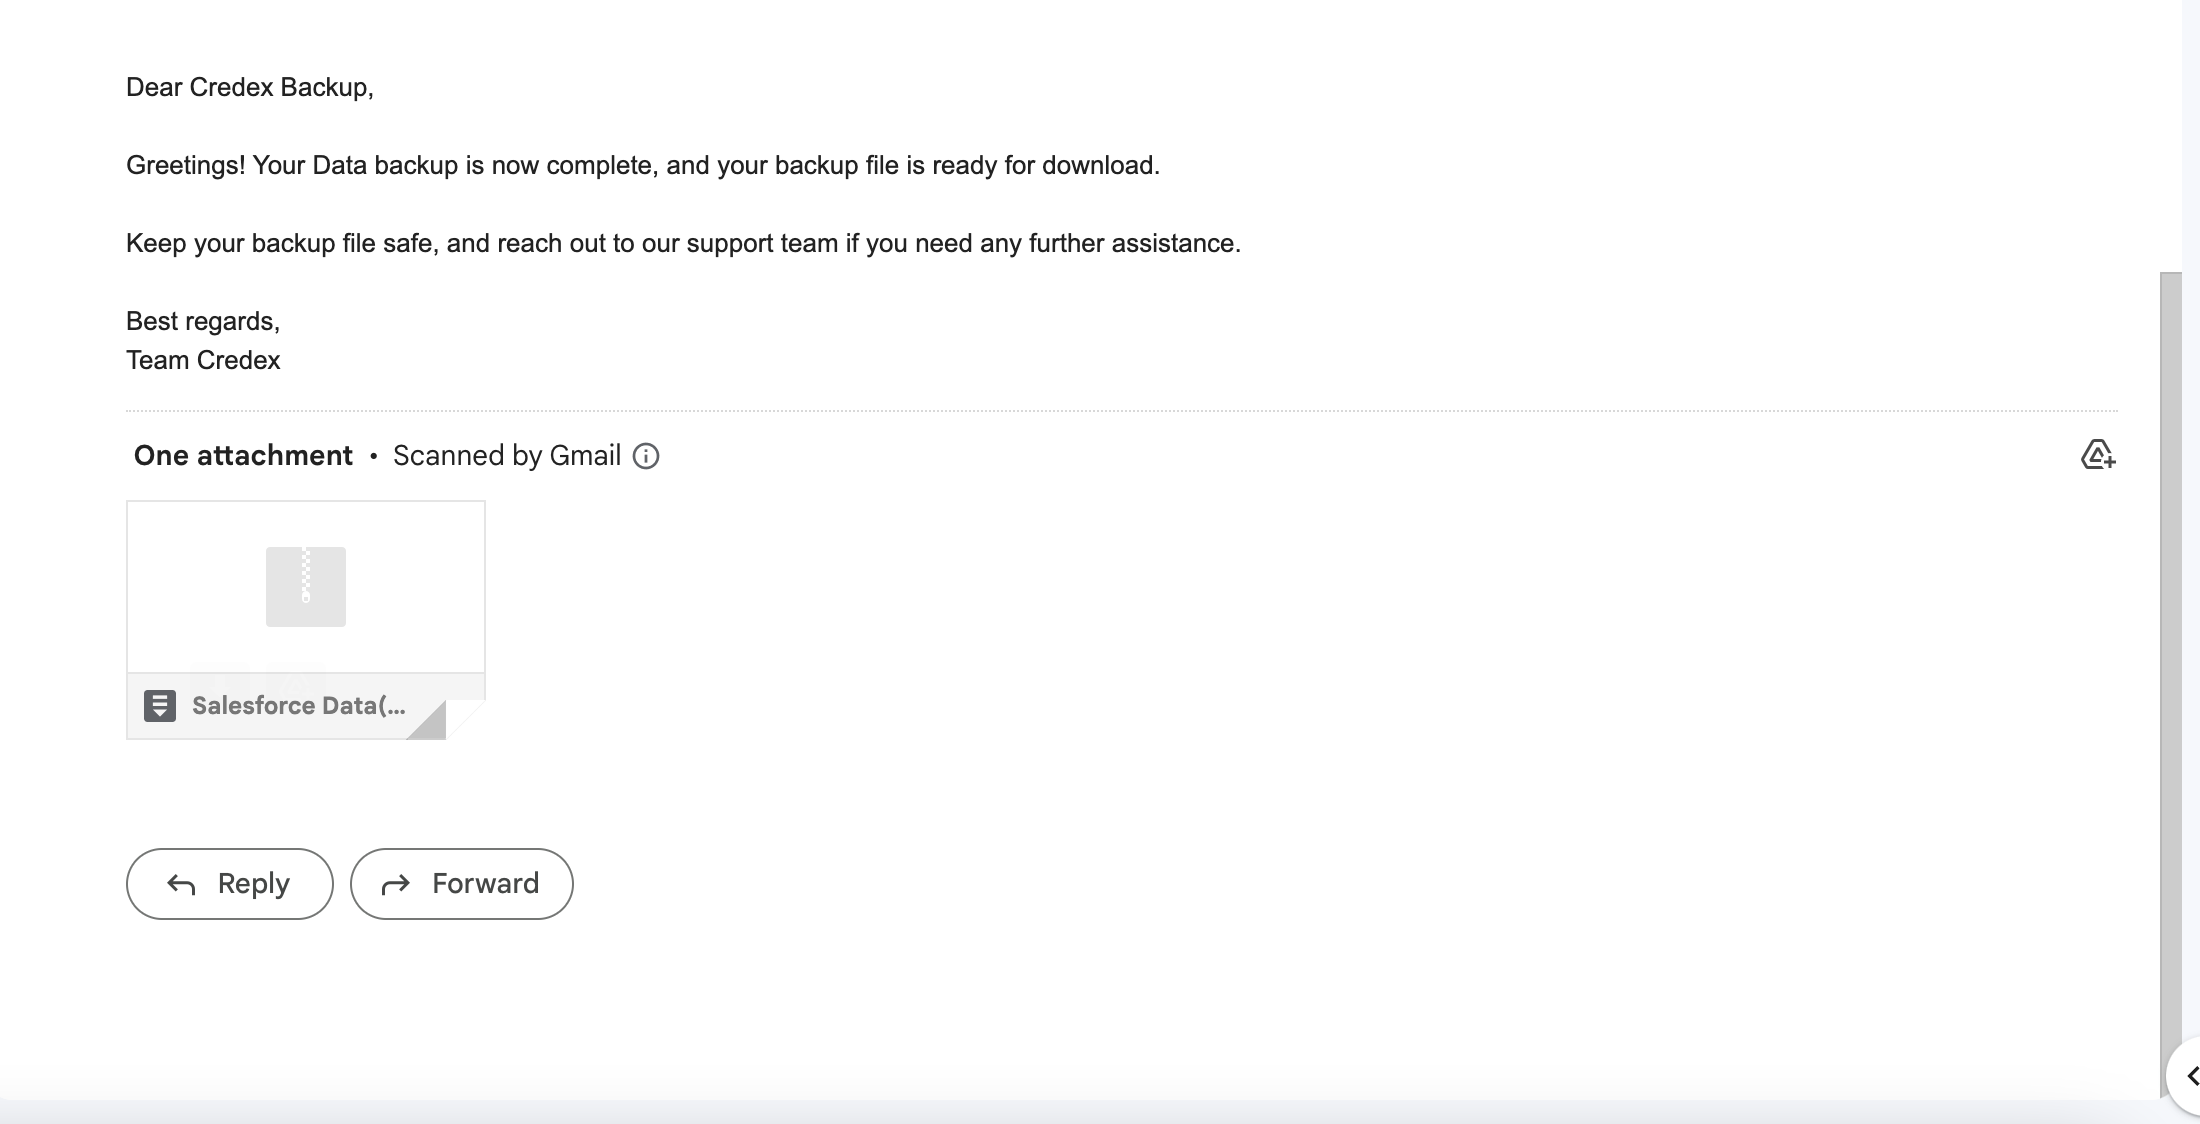 Dear Credex Backup,
Greetings! Your Data backup is now complete, and your backup file is ready for download.
Keep your backup file safe, and reach out to our support team if you need any further assistance.
Best regards,
Team Credex
One attachment • Scanned by Gmail
Salesforce Data(...
Reply Forward